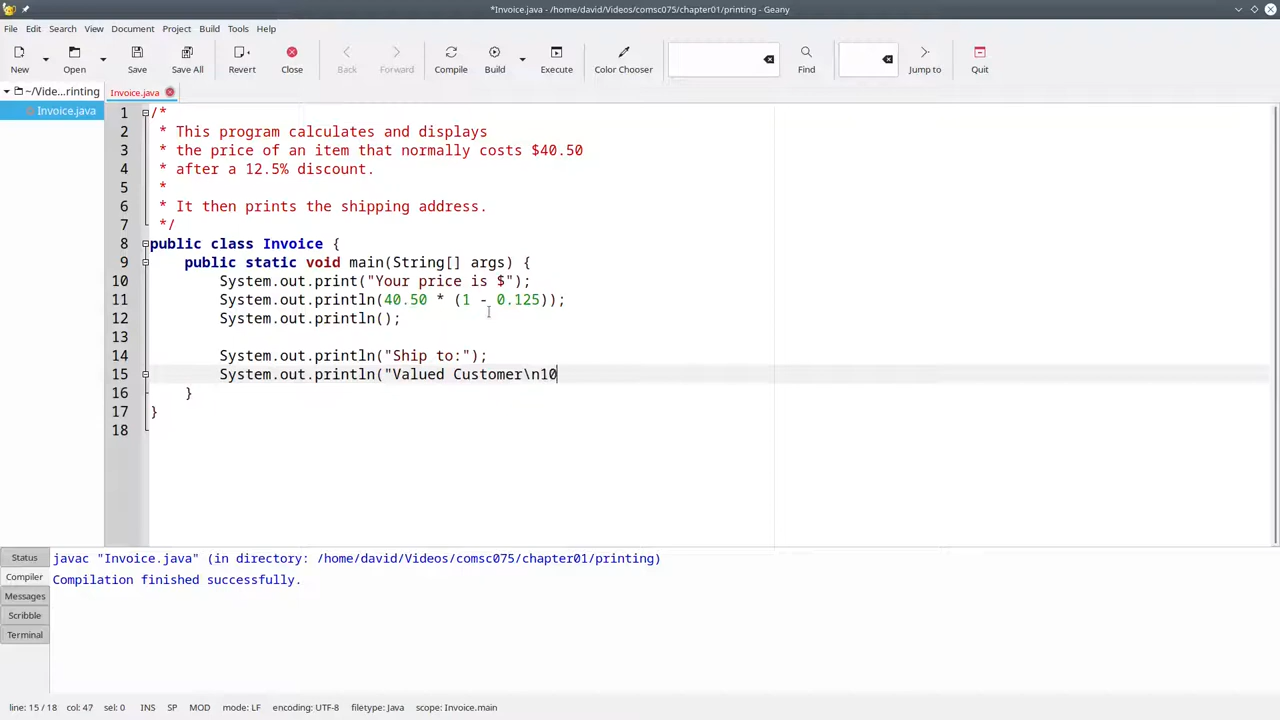 *Invoice.java - /home/david/Videos/comsc075/chapter01/printing - Geany
File Edit Search View Document Project Build Tools Help
New Open Save Save All Revert Close Back Forward Compile Build Execute Color Chooser Find Jump to Quit
~/Vide...rinting
Invoice.java
Invoice.java
1 /*
2  * This program calculates and displays
3  * the price of an item that normally costs $40.50
4  * after a 12.5% discount.
5  *
6  * It then prints the shipping address.
7  */
8 public class Invoice {
9     public static void main(String[] args) {
10         System.out.print("Your price is $");
11         System.out.println(40.50 * (1 - 0.125));
12         System.out.println();
13
14         System.out.println("Ship to:");
15         System.out.println("Valued Customer\n10
16     }
17 }
18
Status
Compiler
Messages
Scribble
Terminal
javac "Invoice.java" (in directory: /home/david/Videos/comsc075/chapter01/printing)
Compilation finished successfully.
line: 15 / 18 col: 47 sel: 0 INS SP MOD mode: LF encoding: UTF-8 filetype: Java scope: Invoice.main